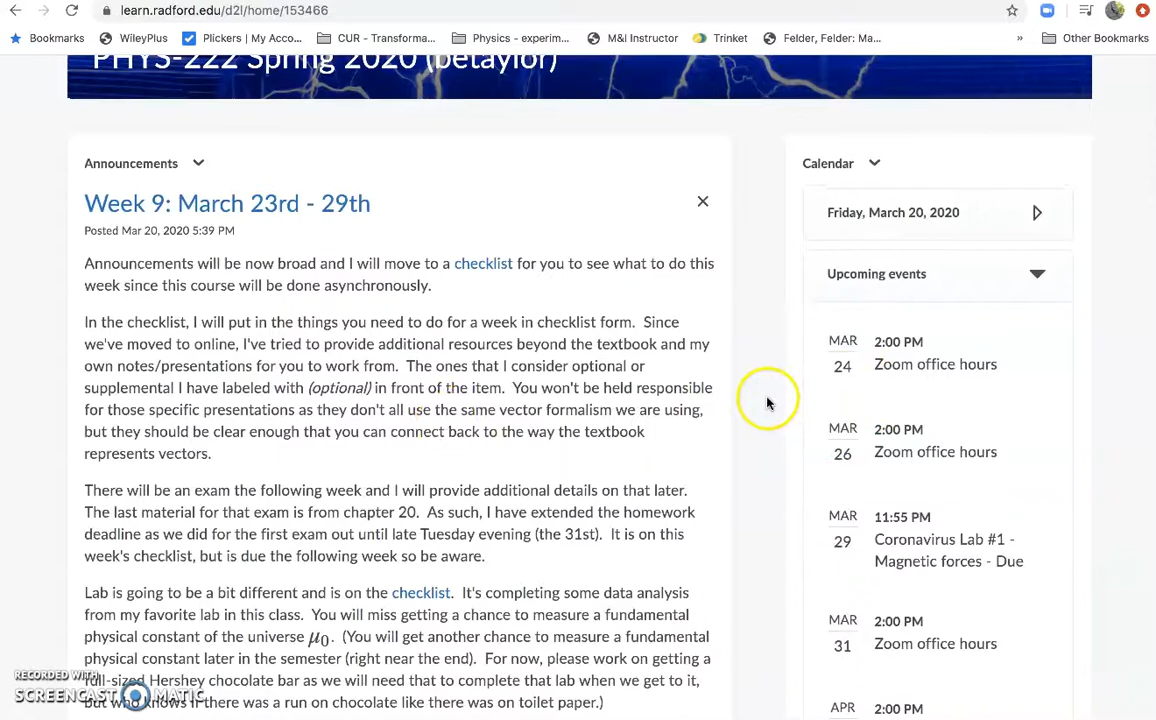 learn.radford.edu/d2l/home/153466
Bookmarks
WileyPlus
Plickers | My Acco...
CUR - Transforma...
Physics - experim...
M&I Instructor
Trinket
Felder, Felder: Ma...
»
Other Bookmarks
PHYS-222 Spring 2020 (betaylor)
Announcements
Week 9: March 23rd - 29th
Posted Mar 20, 2020 5:39 PM
Announcements will be now broad and I will move to a checklist for you to see what to do this
week since this course will be done asynchronously.
In the checklist, I will put in the things you need to do for a week in checklist form. Since
we've moved to online, I've tried to provide additional resources beyond the textbook and my
own notes/presentations for you to work from. The ones that I consider optional or
supplemental I have labeled with (optional) in front of the item. You won't be held responsible
for those specific presentations as they don't all use the same vector formalism we are using,
but they should be clear enough that you can connect back to the way the textbook
represents vectors.
There will be an exam the following week and I will provide additional details on that later.
The last material for that exam is from chapter 20. As such, I have extended the homework
deadline as we did for the first exam out until late Tuesday evening (the 31st). It is on this
week's checklist, but is due the following week so be aware.
Lab is going to be a bit different and is on the checklist. It's completing some data analysis
from my favorite lab in this class. You will miss getting a chance to measure a fundamental
physical constant of the universe μ0. (You will get another chance to measure a fundamental
physical constant later in the semester (right near the end). For now, please work on getting a
full-sized Hershey chocolate bar as we will need that to complete that lab when we get to it,
but who knows if there was a run on chocolate like there was on toilet paper.)
Calendar
Friday, March 20, 2020
Upcoming events
MAR
24
2:00 PM
Zoom office hours
MAR
26
2:00 PM
Zoom office hours
MAR
29
11:55 PM
Coronavirus Lab #1 -
Magnetic forces - Due
MAR
31
2:00 PM
Zoom office hours
APR
2:00 PM
RECORDED WITH
SCREENCAST MATIC